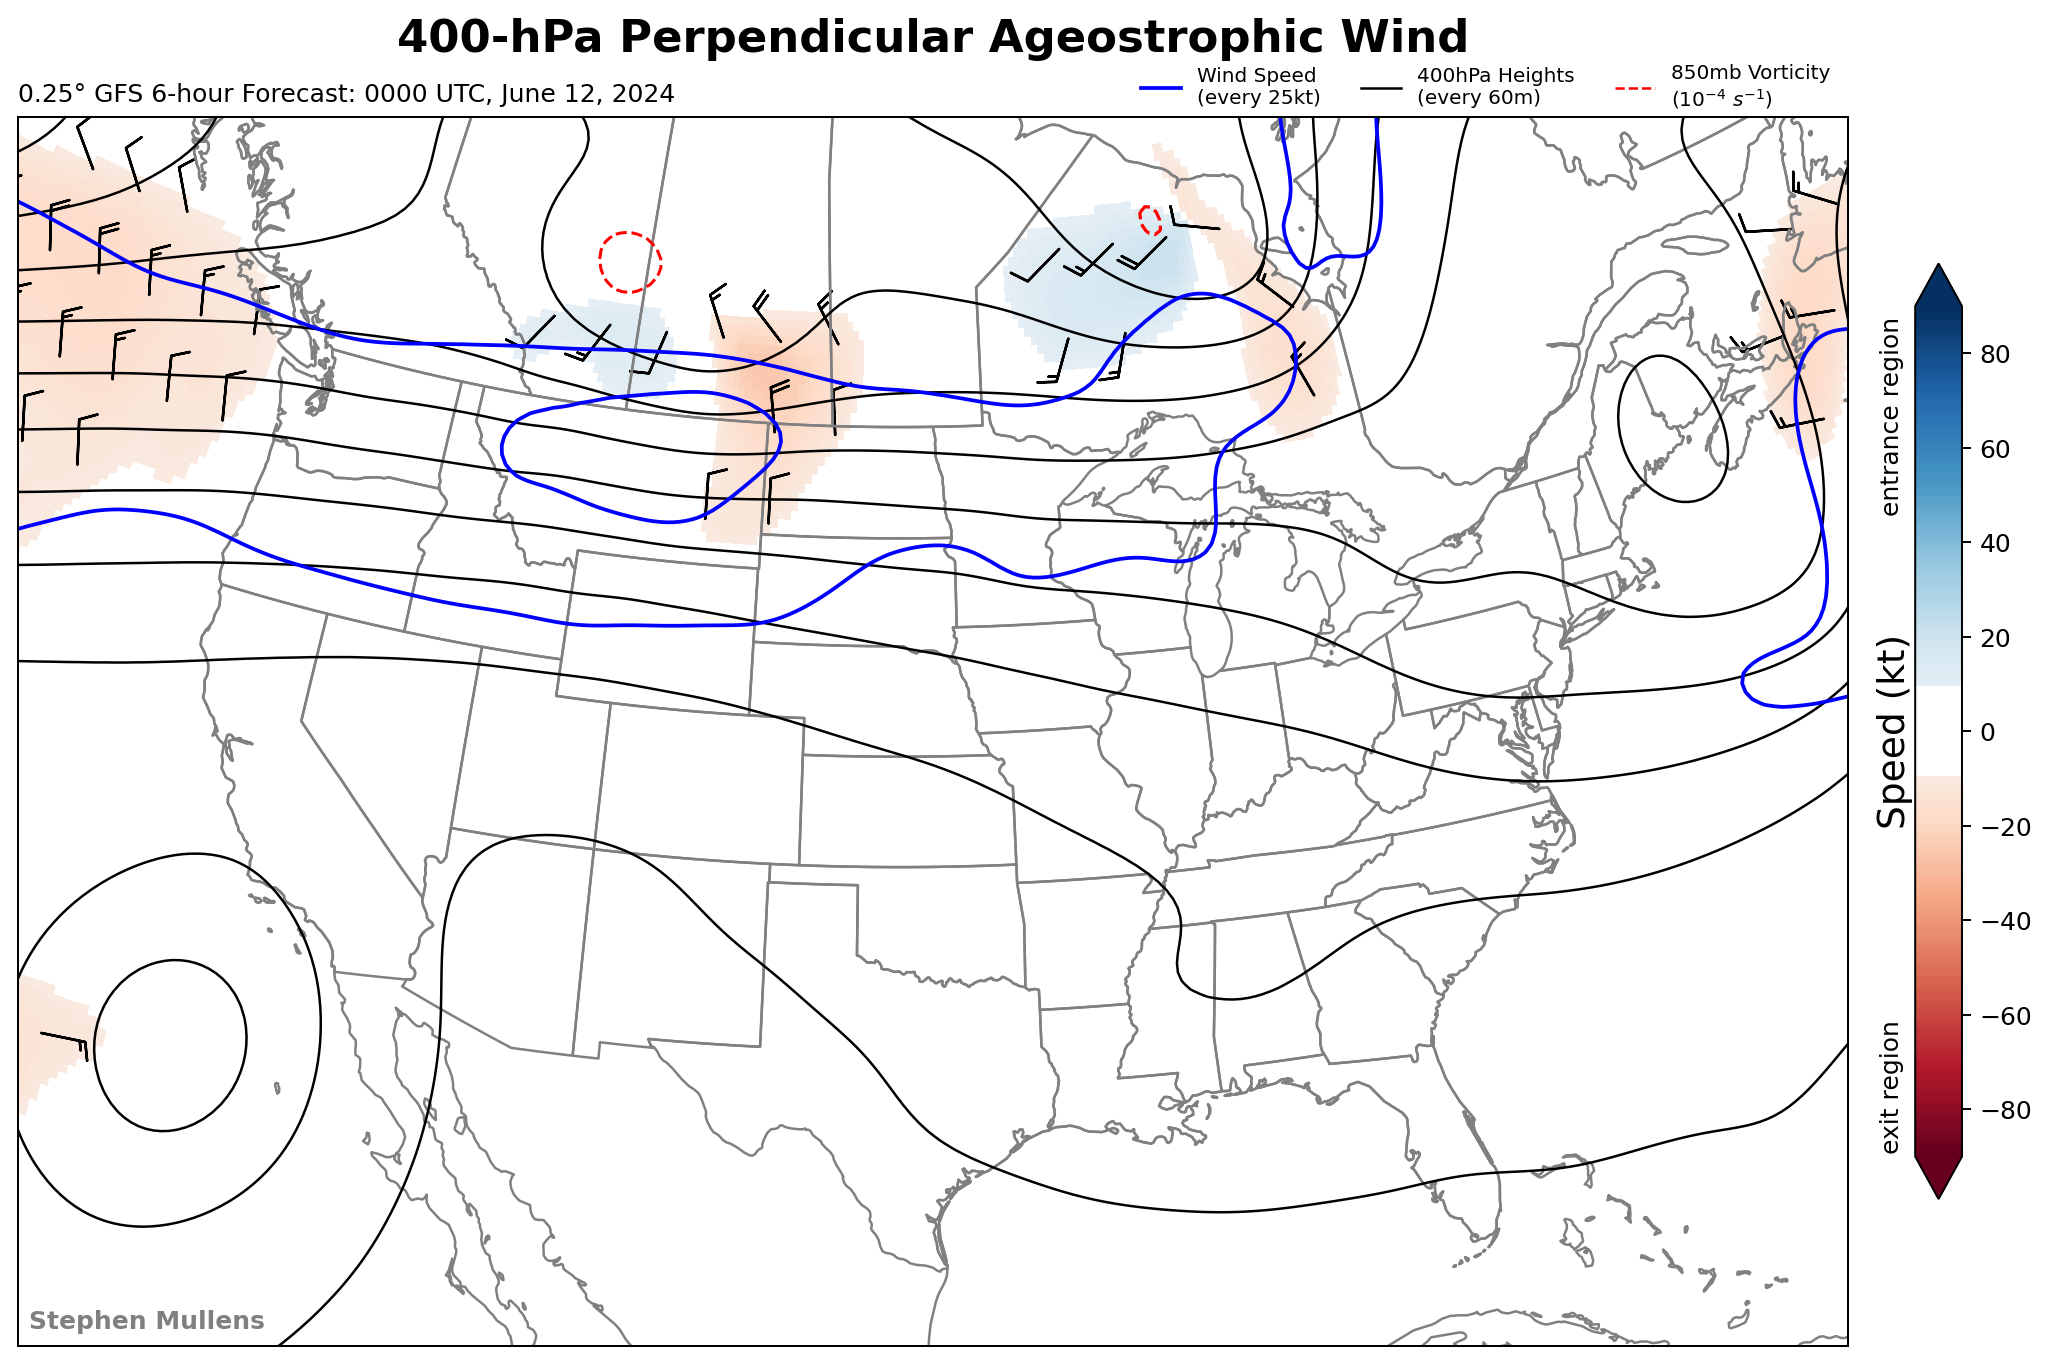 400-hPa Perpendicular Ageostrophic Wind
0.25° GFS 6-hour Forecast: 0000 UTC, June 12, 2024
Wind Speed
(every 25kt)
400hPa Heights
(every 60m)
850mb Vorticity
(10⁻⁴ s⁻¹)
entrance region
Speed (kt)
exit region
80
60
40
20
0
−20
−40
−60
−80
Stephen Mullens